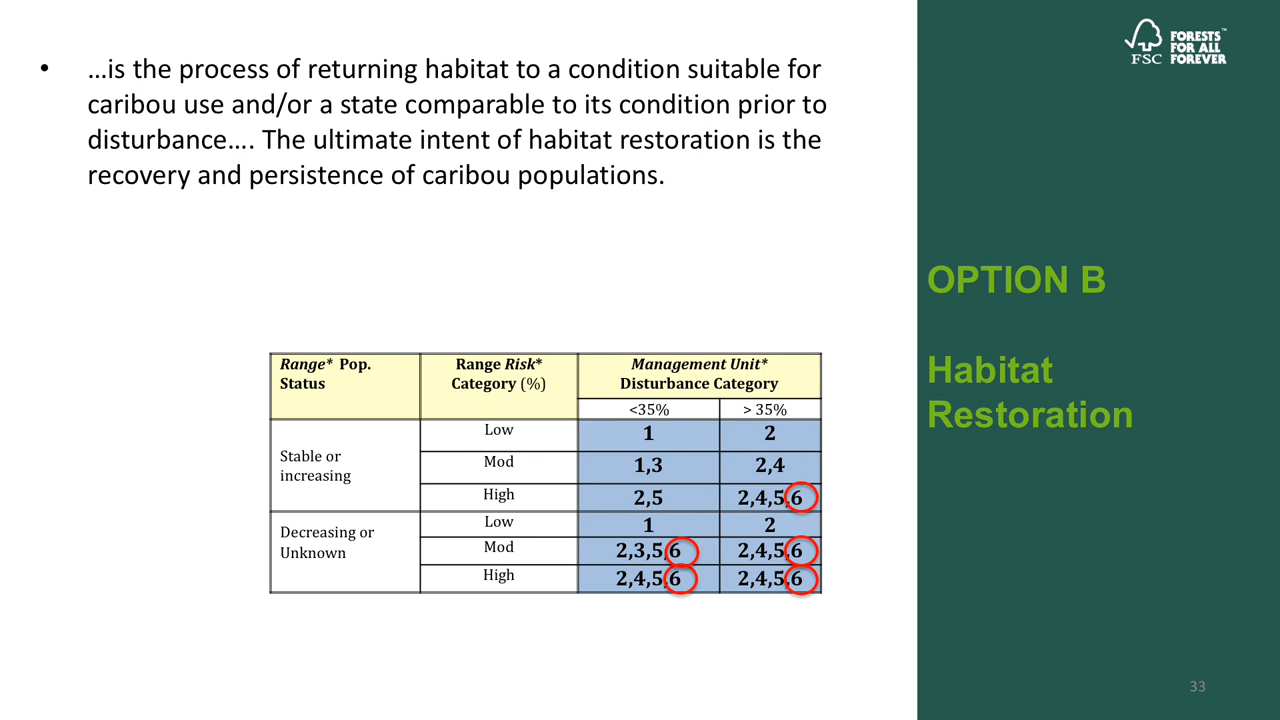 • …is the process of returning habitat to a condition suitable for
caribou use and/or a state comparable to its condition prior to
disturbance…. The ultimate intent of habitat restoration is the
recovery and persistence of caribou populations.
FSC
FORESTS™
FOR ALL
FOREVER
OPTION B
Habitat
Restoration
Range* Pop. Status Range Risk* Category (%) Management Unit* Disturbance Category
<35% > 35%
Stable or increasing Low 1 2
Mod 1,3 2,4
High 2,5 2,4,5,6
Decreasing or Unknown Low 1 2
Mod 2,3,5,6 2,4,5,6
High 2,4,5,6 2,4,5,6
33